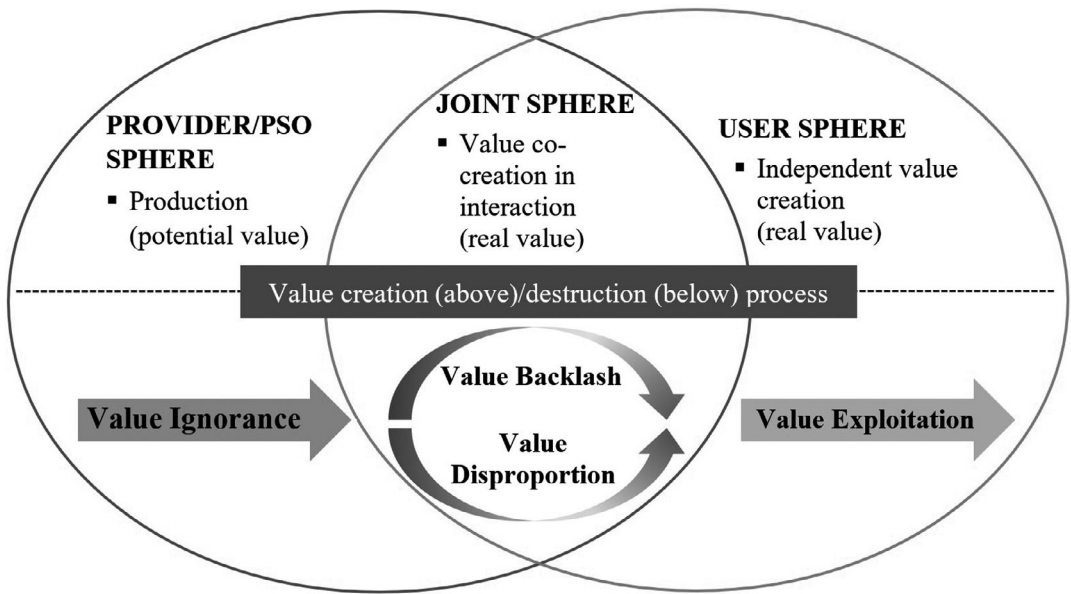 PROVIDER/PSO
SPHERE
▪ Production
(potential value)
JOINT SPHERE
▪ Value co-
creation in
interaction
(real value)
USER SPHERE
▪ Independent value
creation
(real value)
Value creation (above)/destruction (below) process
Value Ignorance
Value Backlash
Value
Disproportion
Value Exploitation